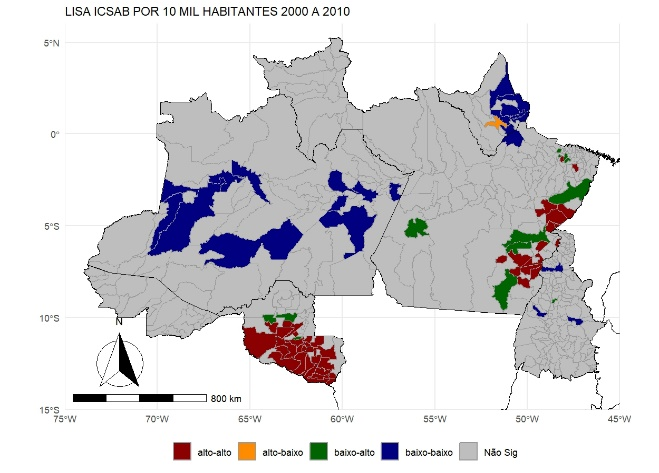 LISA ICSAB POR 10 MIL HABITANTES 2000 A 2010
5°N
0°
5°S
10°S
15°S
N
800 km
75°W 70°W 65°W 60°W 55°W 50°W 45°W
alto-alto alto-baixo baixo-alto baixo-baixo Não Sig